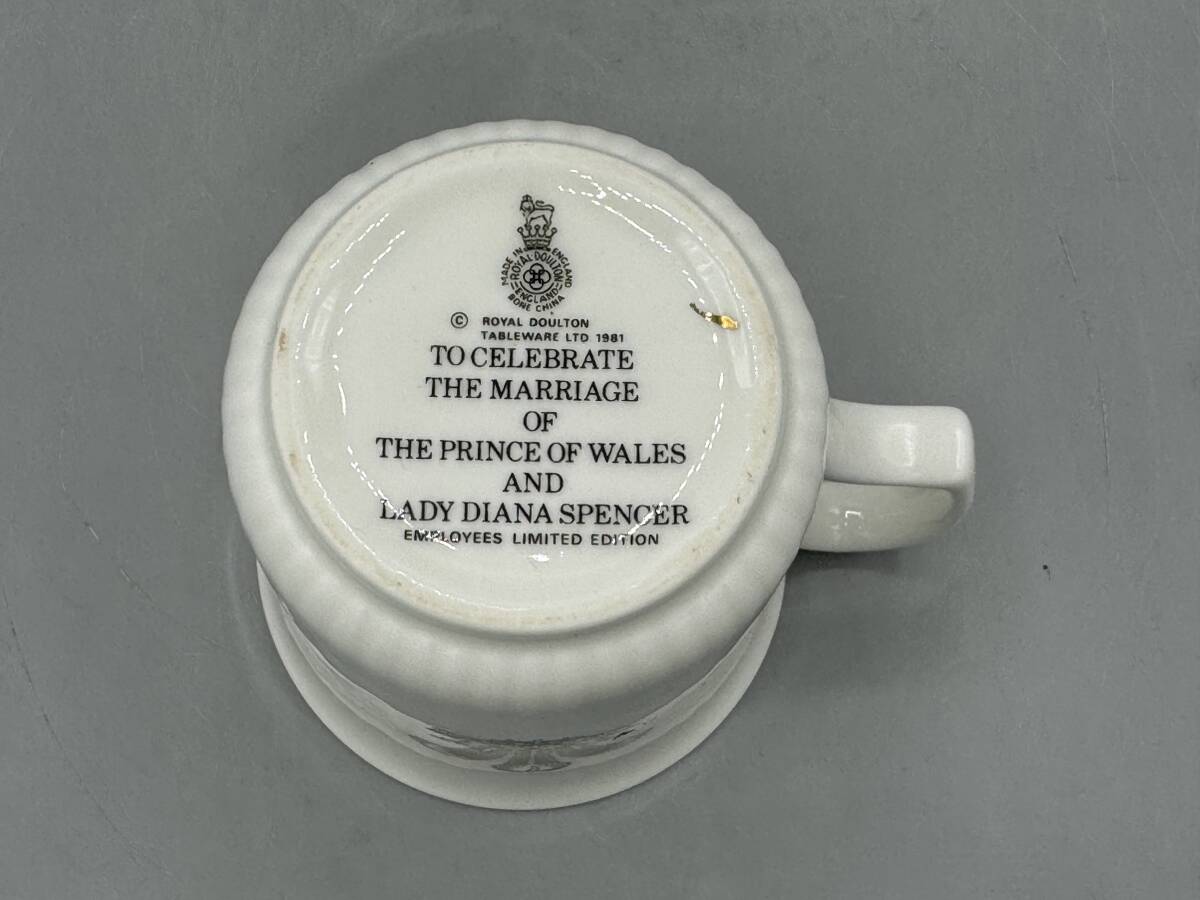 MADE IN ENGLAND
ROYAL DOULTON
ENGLAND
BONE CHINA
© ROYAL DOULTON
TABLEWARE LTD 1981
TO CELEBRATE
THE MARRIAGE
OF
THE PRINCE OF WALES
AND
LADY DIANA SPENCER
EMPLOYEES LIMITED EDITION